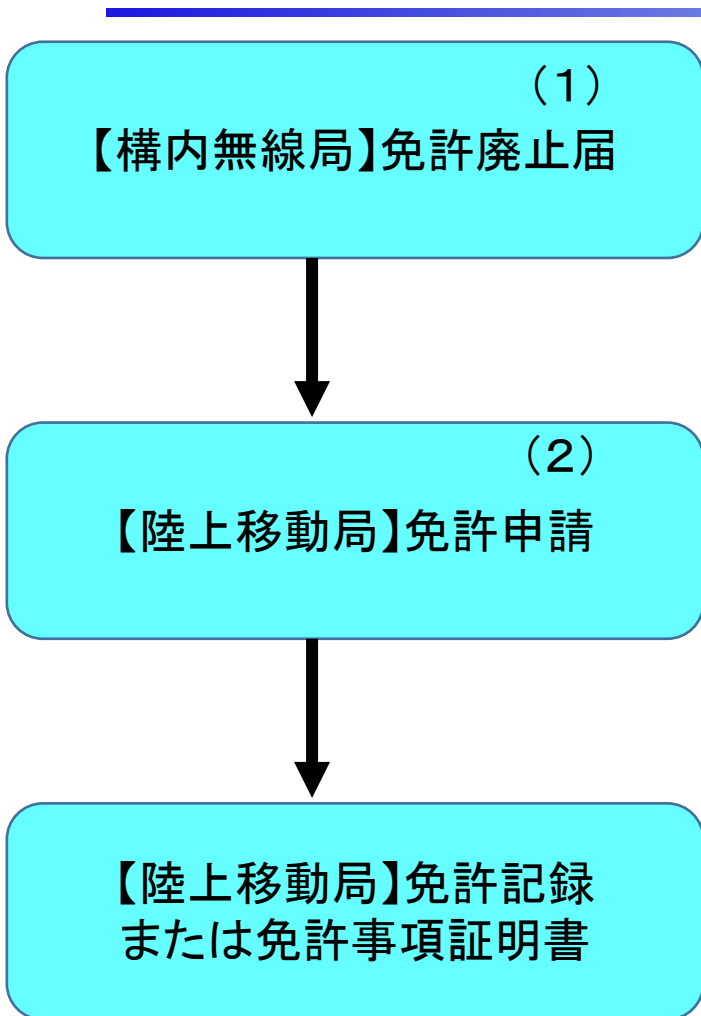 （１）
【構内無線局】免許廃止届
（２）
【陸上移動局】免許申請
【陸上移動局】免許記録
または免許事項証明書